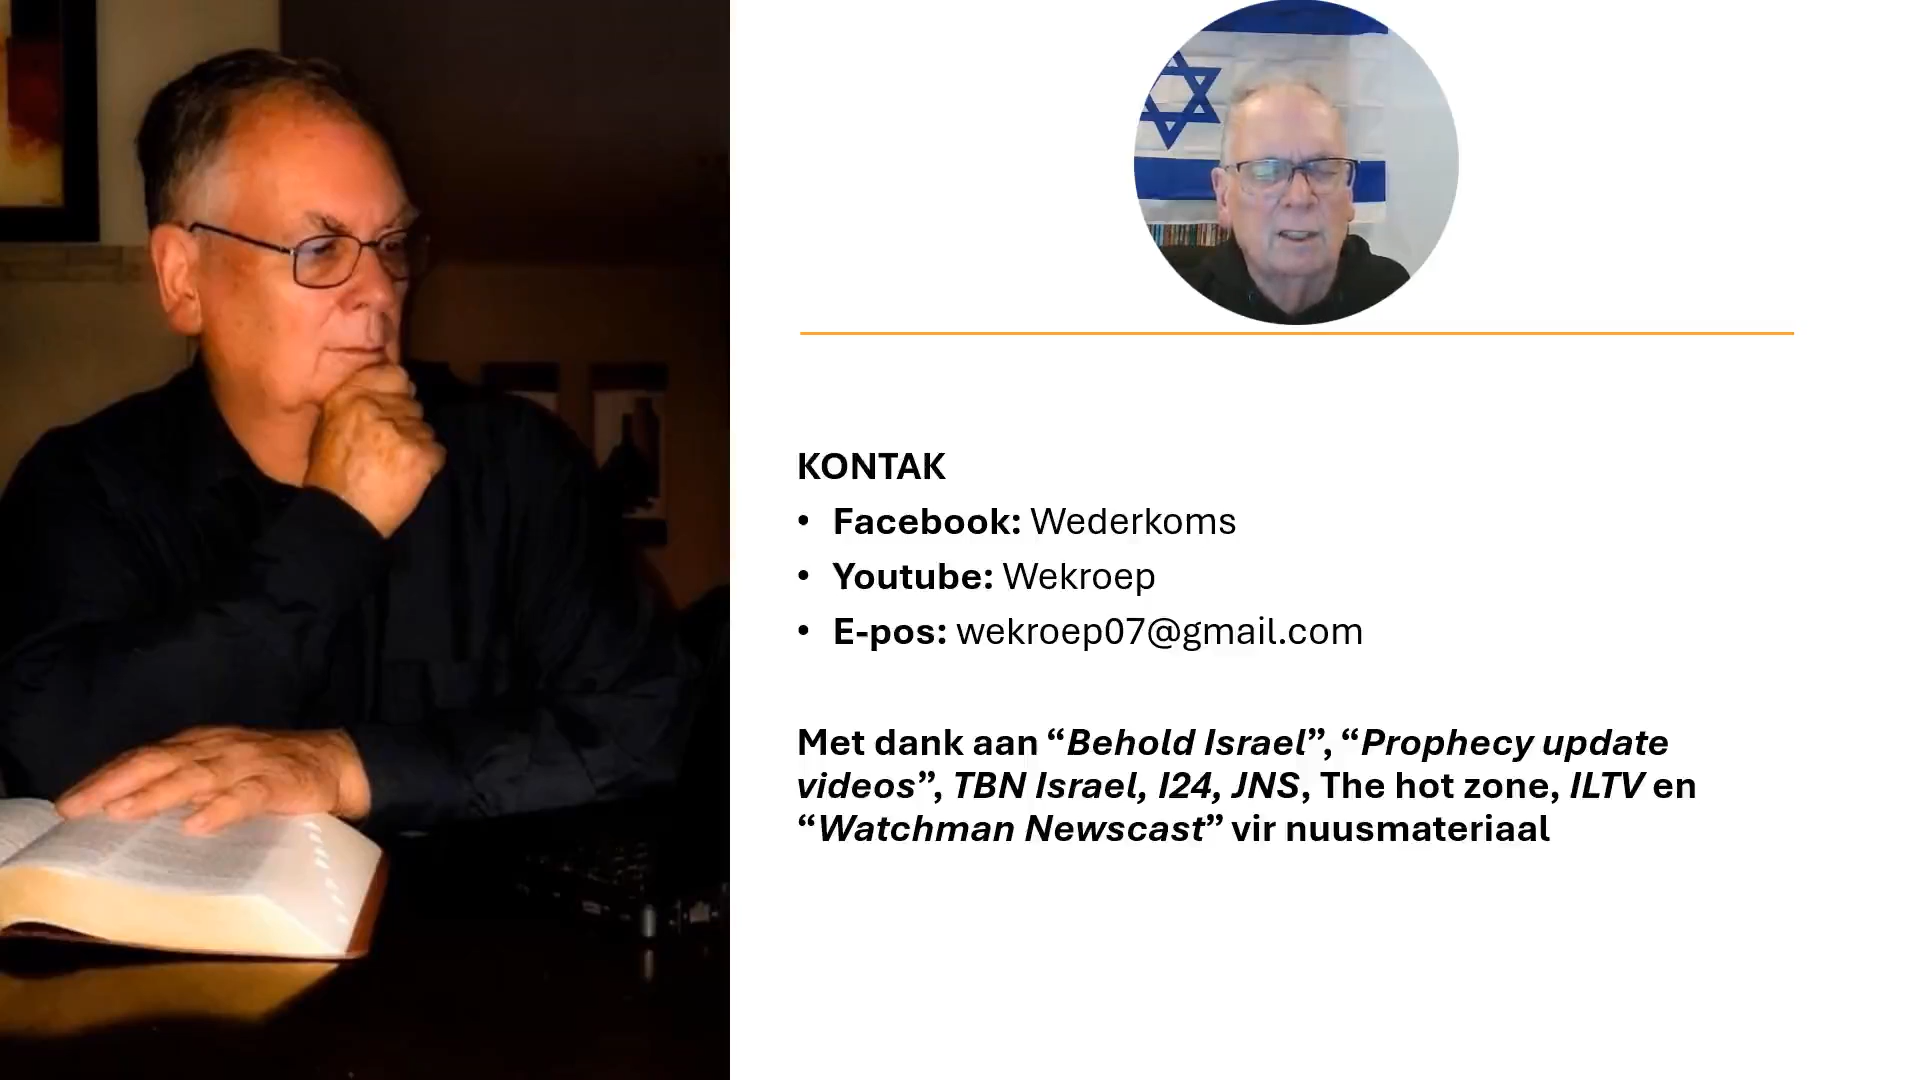 KONTAK
• Facebook: Wederkoms
• Youtube: Wekroep
• E-pos: wekroep07@gmail.com
Met dank aan “Behold Israel”, “Prophecy update
videos”, TBN Israel, I24, JNS, The hot zone, ILTV en
“Watchman Newscast” vir nuusmateriaal